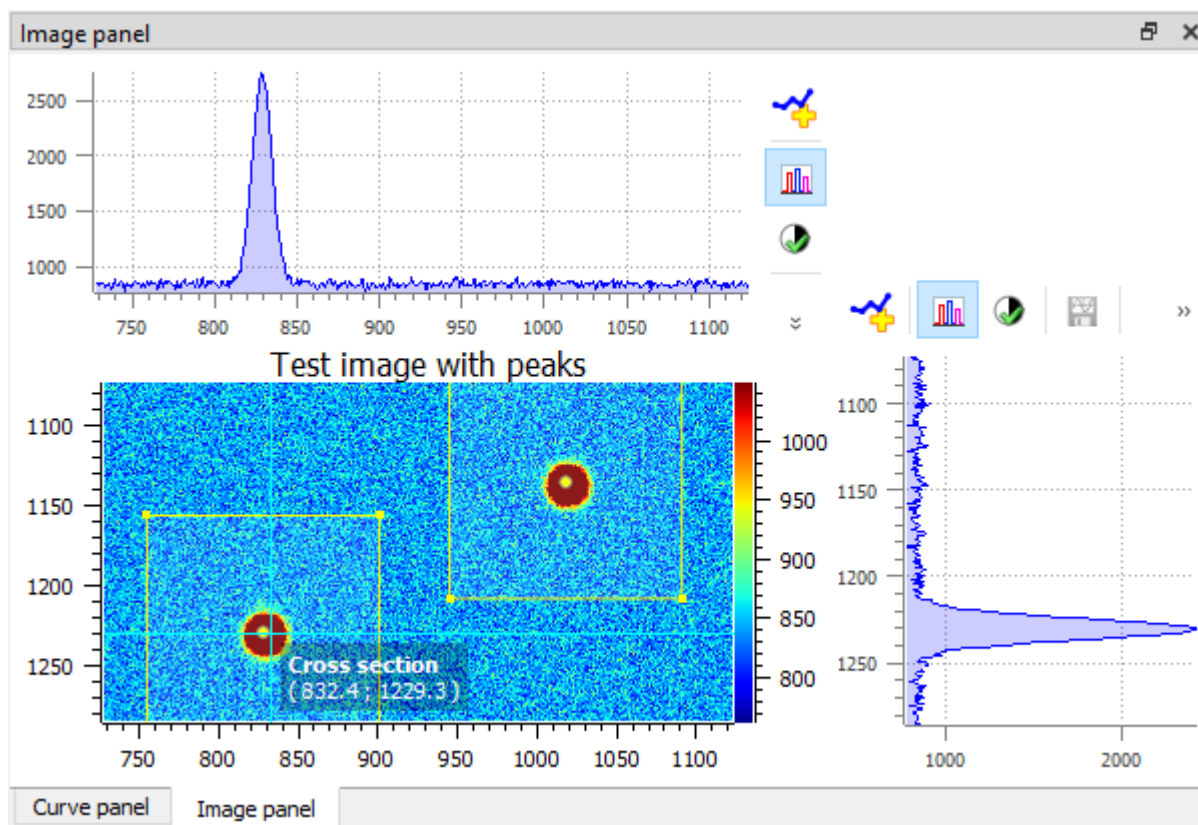 Image panel
2500
2000
1500
1000
750 800 850 900 950 1000 1050 1100
Test image with peaks
1100
1150
1200
1250
750 800 850 900 950 1000 1050 1100
Cross section
( 832.4 ; 1229.3 )
1000
950
900
850
800
1100
1150
1200
1250
1000 2000
Curve panel Image panel